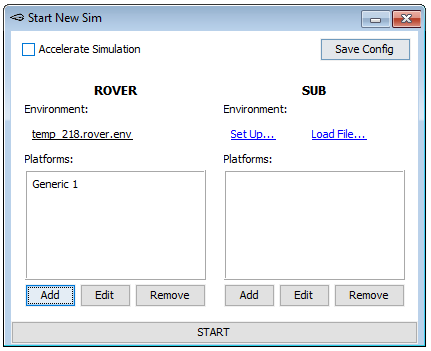 Start New Sim
Accelerate Simulation
Save Config
ROVER
Environment:
temp_218.rover.env
Platforms:
Generic 1
Add Edit Remove
SUB
Environment:
Set Up... Load File...
Platforms:
Add Edit Remove
START